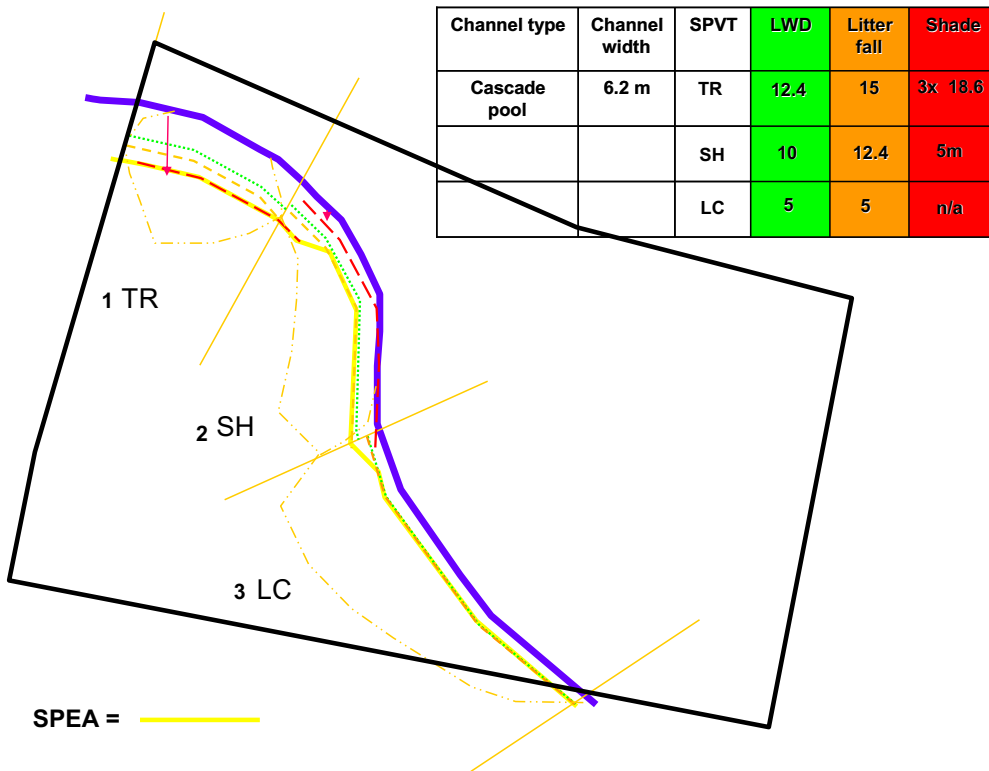 Channel type Channel width SPVT LWD Litter fall Shade
Cascade pool 6.2 m TR 12.4 15 3x 18.6
SH 10 12.4 5m
LC 5 5 n/a
1 TR
2 SH
3 LC
SPEA =